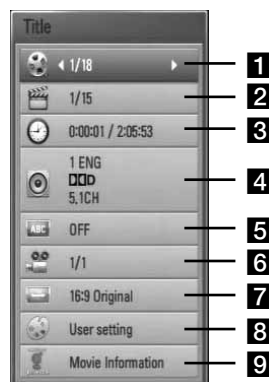 Title
1/18 1
1/15 2
0:00:01 / 2:05:53 3
1 ENG
DD D
5.1CH 4
ABC OFF 5
1/1 6
16:9 Original 7
User setting 8
Movie Information 9